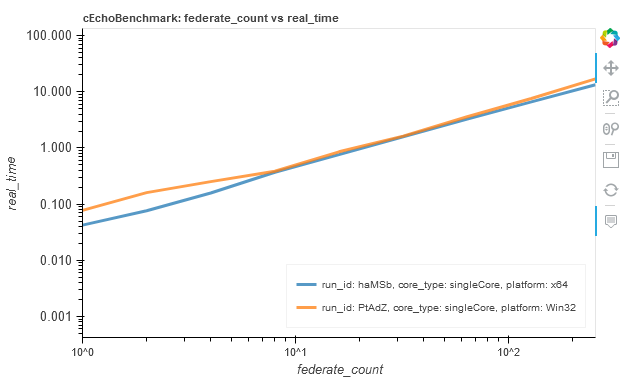 cEchoBenchmark: federate_count vs real_time
100.000
10.000
1.000
0.100
0.010
0.001
real_time
10^0
10^1
10^2
federate_count
run_id: haMSb, core_type: singleCore, platform: x64
run_id: PtAdZ, core_type: singleCore, platform: Win32